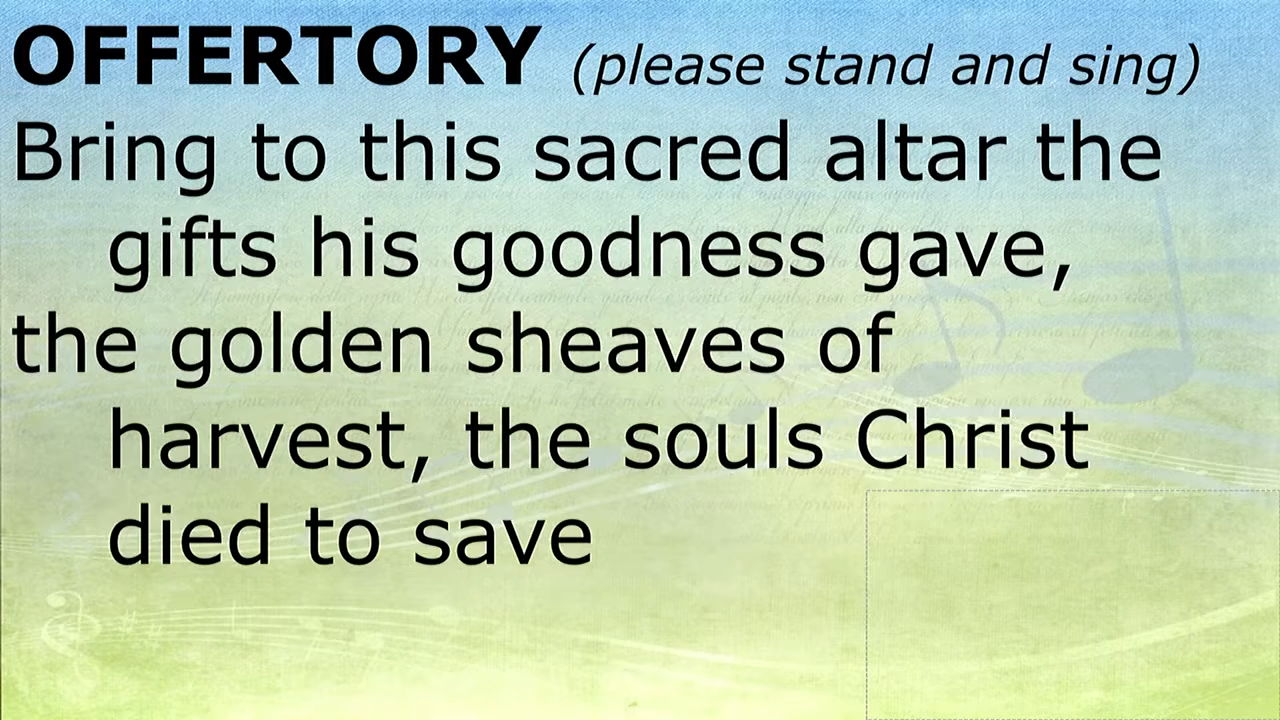 OFFERTORY (please stand and sing)
Bring to this sacred altar the
gifts his goodness gave,
the golden sheaves of
harvest, the souls Christ
died to save